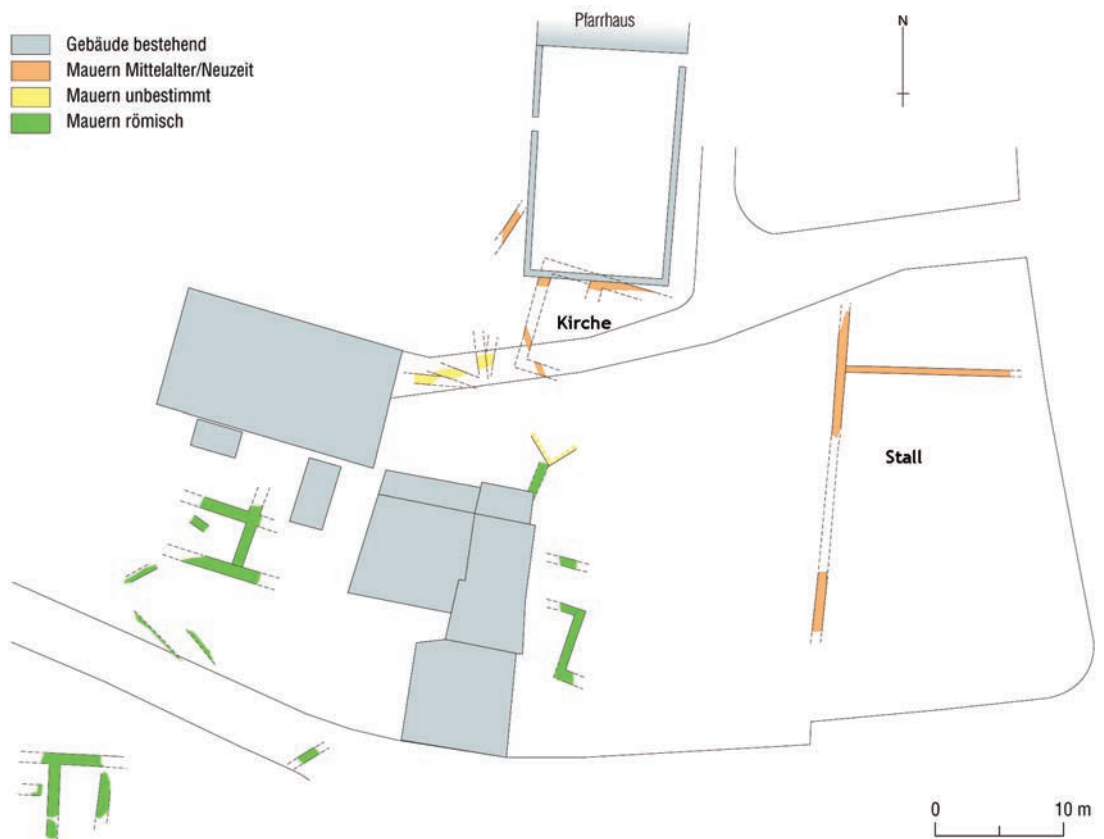 Pfarrhaus
N
Gebäude bestehend
Mauern Mittelalter/Neuzeit
Mauern unbestimmt
Mauern römisch
Kirche
Stall
0 10 m